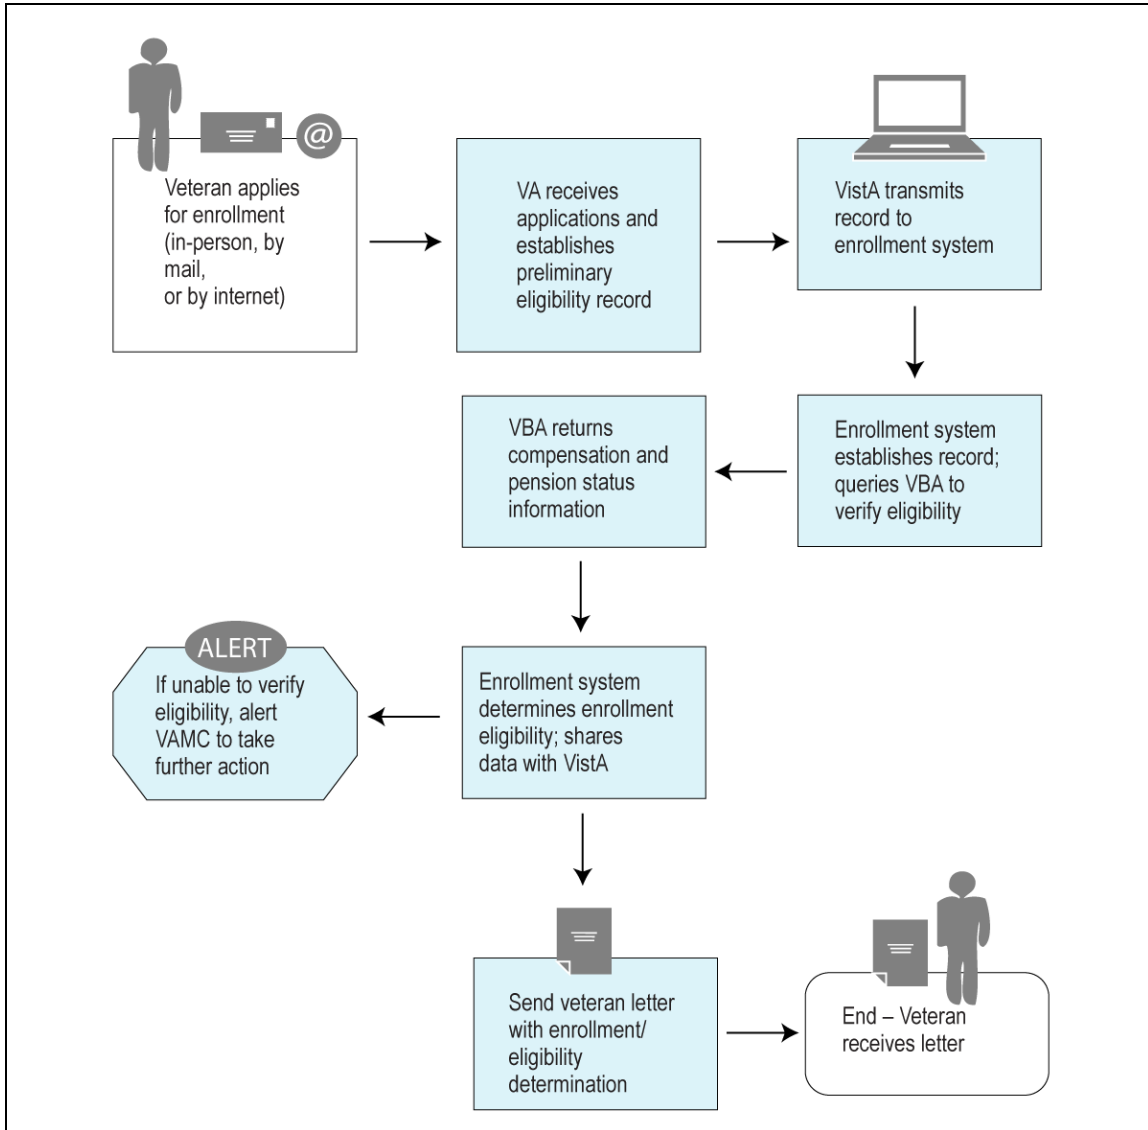 @
Veteran applies
for enrollment
(in-person, by
mail,
or by internet)
VA receives
applications and
establishes
preliminary
eligibility record
VistA transmits
record to
enrollment system
VBA returns
compensation and
pension status
information
Enrollment system
establishes record;
queries VBA to
verify eligibility
ALERT
If unable to verify
eligibility, alert
VAMC to take
further action
Enrollment system
determines enrollment
eligibility; shares
data with VistA
Send veteran letter
with enrollment/
eligibility
determination
End – Veteran
receives letter